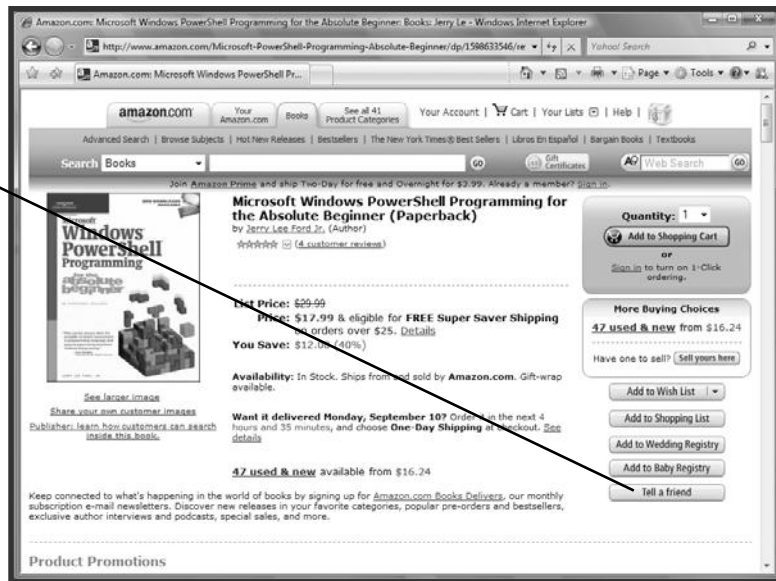 Amazon.com: Microsoft Windows PowerShell Programming for the Absolute Beginner: Books: Jerry Le - Windows Internet Explorer
http://www.amazon.com/Microsoft-PowerShell-Programming-Absolute-Beginner/dp/1598633546/re
Yahoo! Search
Amazon.com: Microsoft Windows PowerShell Pr...
Page Tools
amazon.com
Your Amazon.com
Books
See all 41 Product Categories
Your Account | Cart | Your Lists | Help |
Advanced Search | Browse Subjects | Hot New Releases | Bestsellers | The New York Times® Best Sellers | Libros En Español | Bargain Books | Textbooks
Search Books GO
Gift Certificates
Web Search GO
Join Amazon Prime and ship Two-Day for free and Overnight for $3.99. Already a member? Sign in.
Microsoft
Windows
PowerShell
Programming
for the
absolute
beginner
See larger image
Share your own customer images
Publisher: learn how customers can search
inside this book.
Microsoft Windows PowerShell Programming for
the Absolute Beginner (Paperback)
by Jerry Lee Ford Jr. (Author)
(4 customer reviews)
List Price: $29.99
Price: $17.99 & eligible for FREE Super Saver Shipping
on orders over $25. Details
You Save: $12.00 (40%)
Availability: In Stock. Ships from and sold by Amazon.com. Gift-wrap
available.
Want it delivered Monday, September 10? Order it in the next 4
hours and 35 minutes, and choose One-Day Shipping at checkout. See
details
47 used & new available from $16.24
Quantity: 1
Add to Shopping Cart
or
Sign in to turn on 1-Click
ordering.
More Buying Choices
47 used & new from $16.24
Have one to sell? Sell yours here
Add to Wish List
Add to Shopping List
Add to Wedding Registry
Add to Baby Registry
Tell a friend
Keep connected to what's happening in the world of books by signing up for Amazon.com Books Delivers, our monthly
subscription e-mail newsletters. Discover new releases in your favorite categories, popular pre-orders and bestsellers,
exclusive author interviews and podcasts, special sales, and more.
Product Promotions